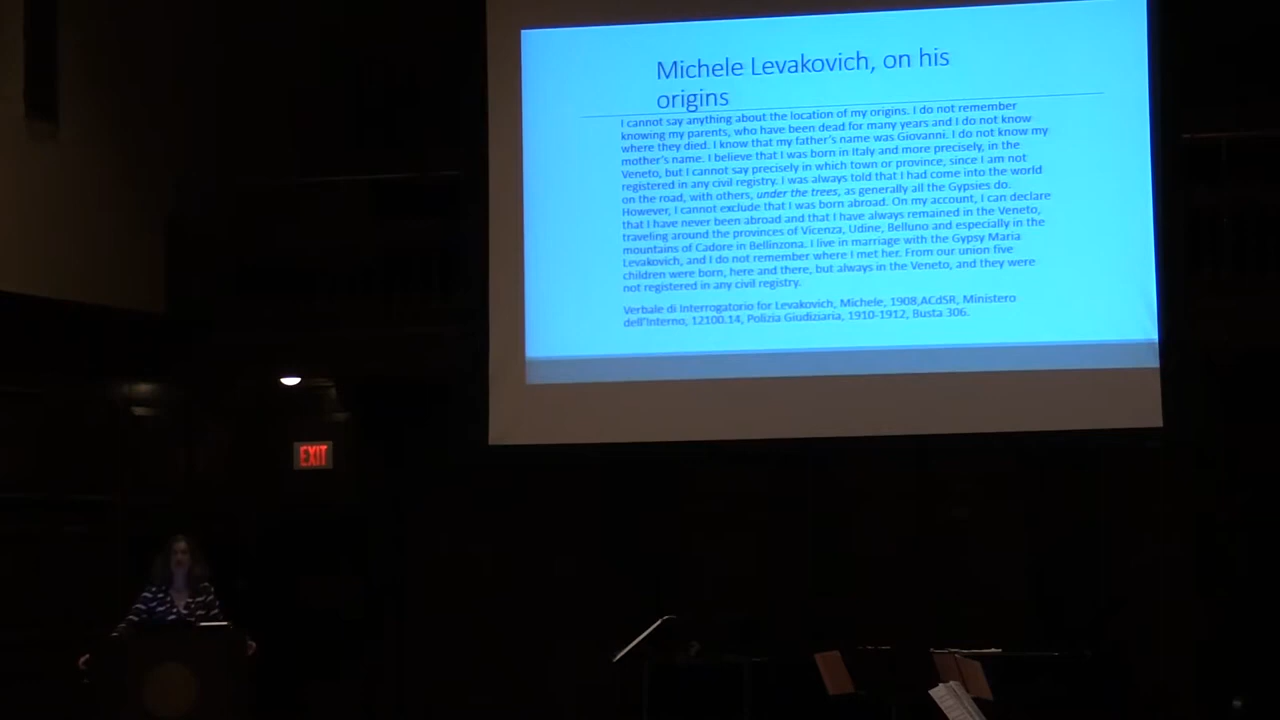 Michele Levakovich, on his
origins
I cannot say anything about the location of my origins. I do not remember
knowing my parents, who have been dead for many years and I do not know
where they died. I know that my father's name was Giovanni. I do not know my
mother's name. I believe that I was born in Italy and more precisely, in the
Veneto, but I cannot say precisely in which town or province, since I am not
registered in any civil registry. I was always told that I had come into the world
on the road, with others, under the trees, as generally all the Gypsies do.
However, I cannot exclude that I was born abroad. On my account, I can declare
that I have never been abroad and that I have always remained in the Veneto,
traveling around the provinces of Vicenza, Udine, Belluno and especially in the
mountains of Cadore in Bellinzona. I live in marriage with the Gypsy Maria
Levakovich, and I do not remember where I met her. From our union five
children were born, here and there, but always in the Veneto, and they were
not registered in any civil registry.
Verbale di Interrogatorio for Levakovich, Michele, 1908,ACdSR, Ministero
dell'Interno, 12100.14, Polizia Giudiziaria, 1910-1912, Busta 306.
EXIT